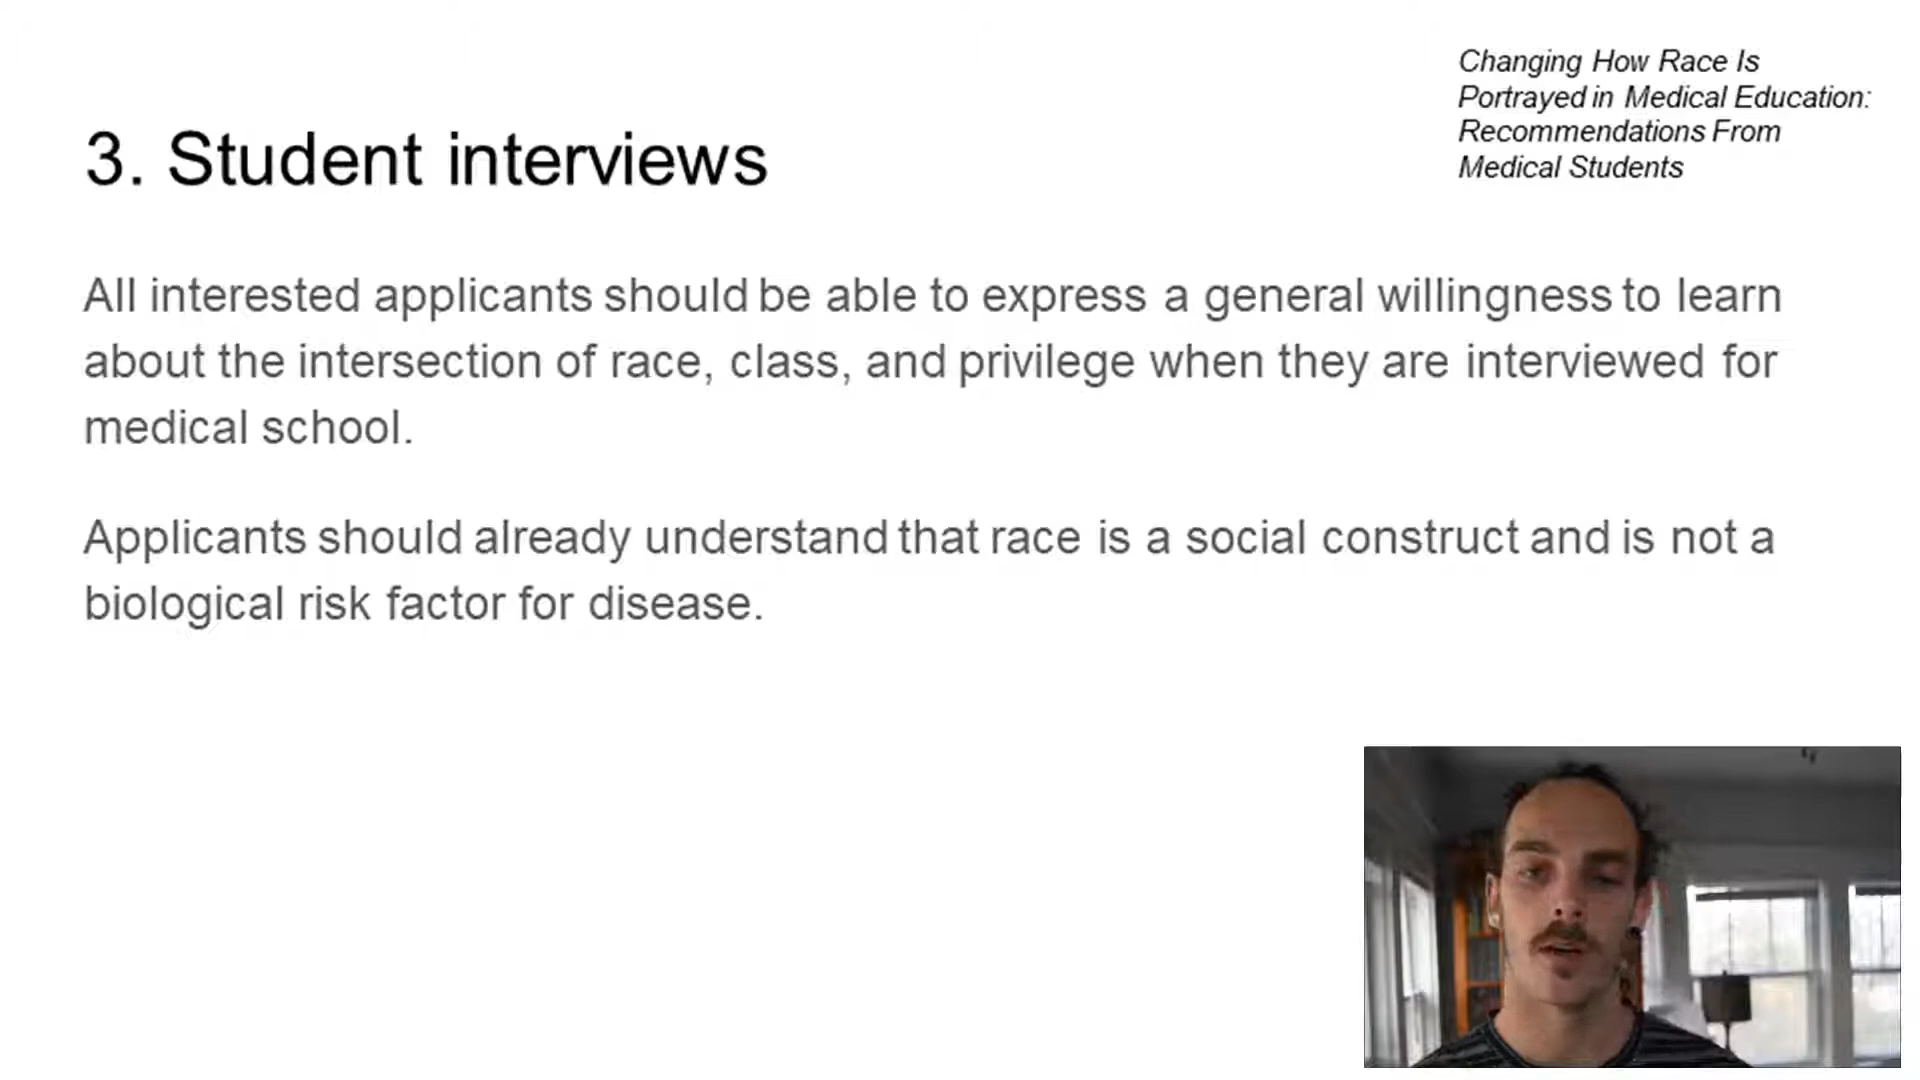 Changing How Race Is
Portrayed in Medical Education:
Recommendations From
Medical Students
3. Student interviews
All interested applicants should be able to express a general willingness to learn
about the intersection of race, class, and privilege when they are interviewed for
medical school.
Applicants should already understand that race is a social construct and is not a
biological risk factor for disease.